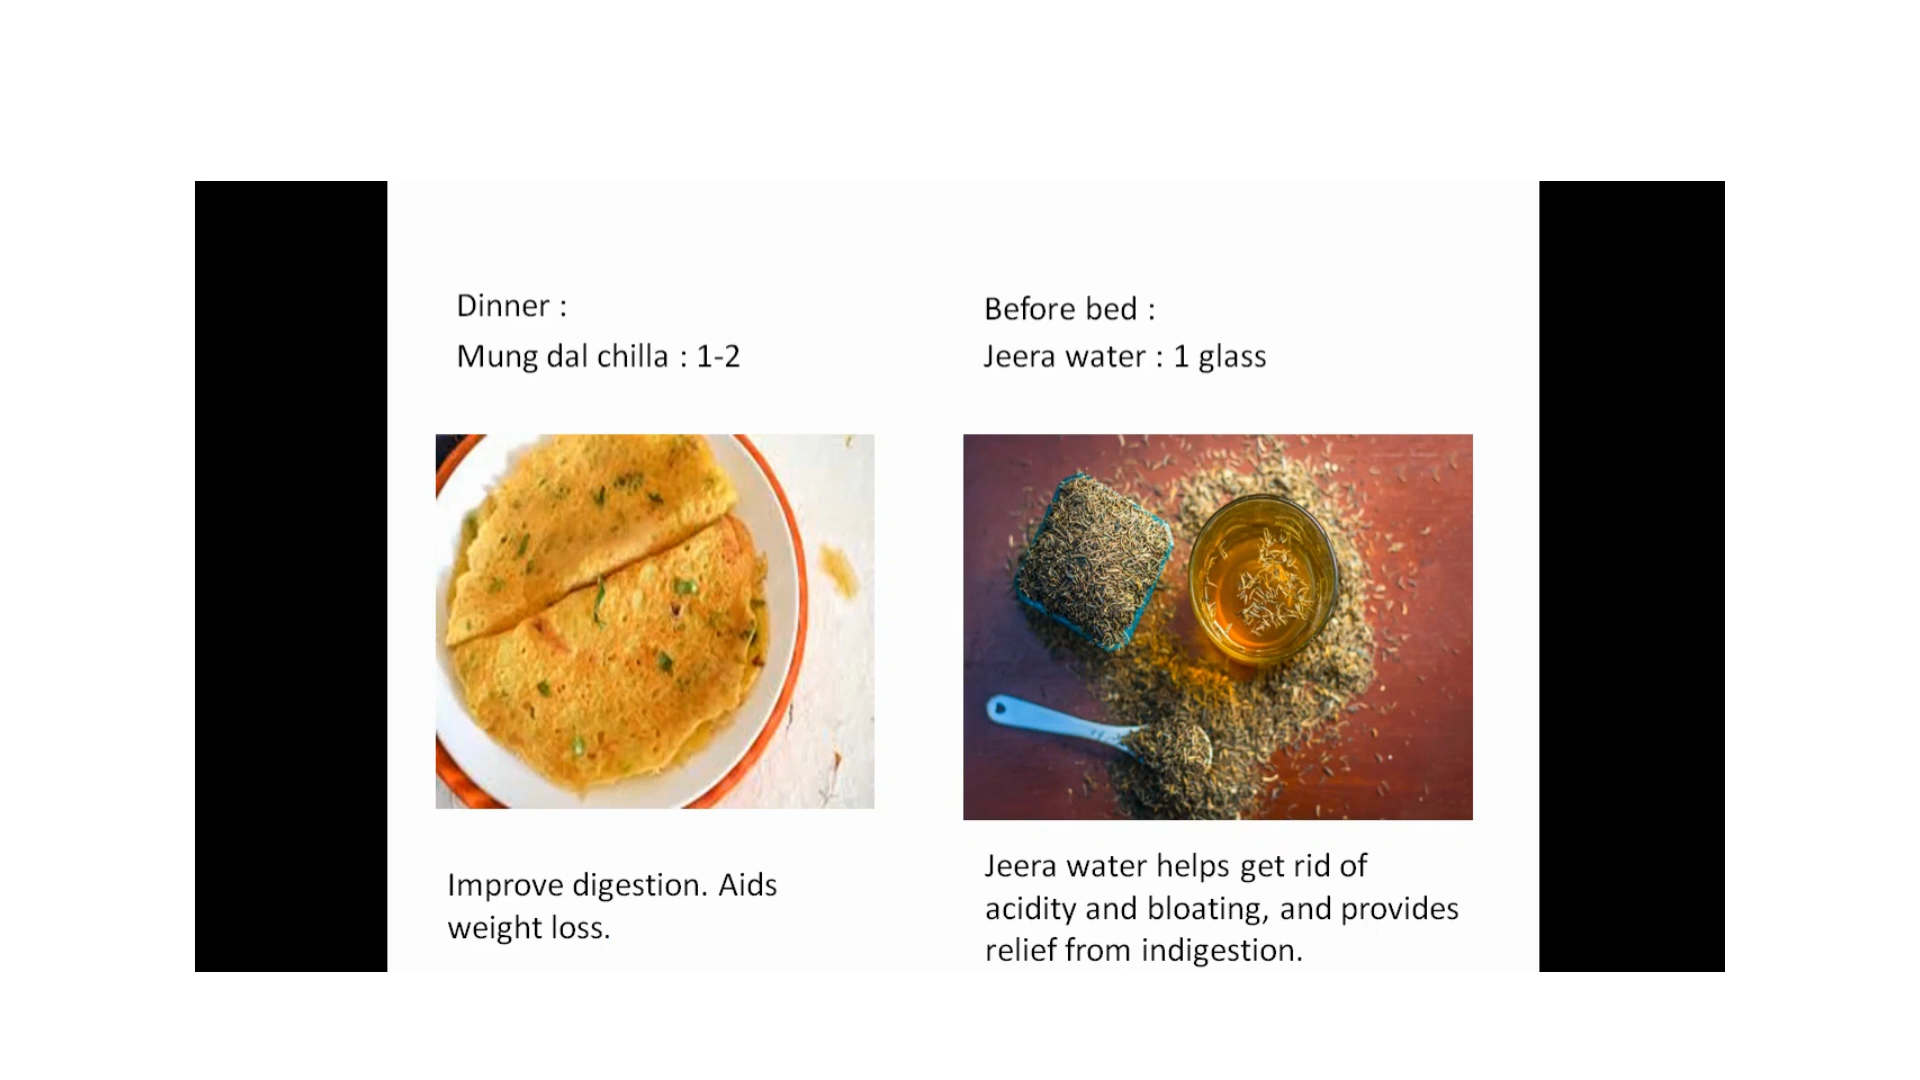 Dinner :
Mung dal chilla : 1-2
Improve digestion. Aids
weight loss.
Before bed :
Jeera water : 1 glass
Jeera water helps get rid of
acidity and bloating, and provides
relief from indigestion.